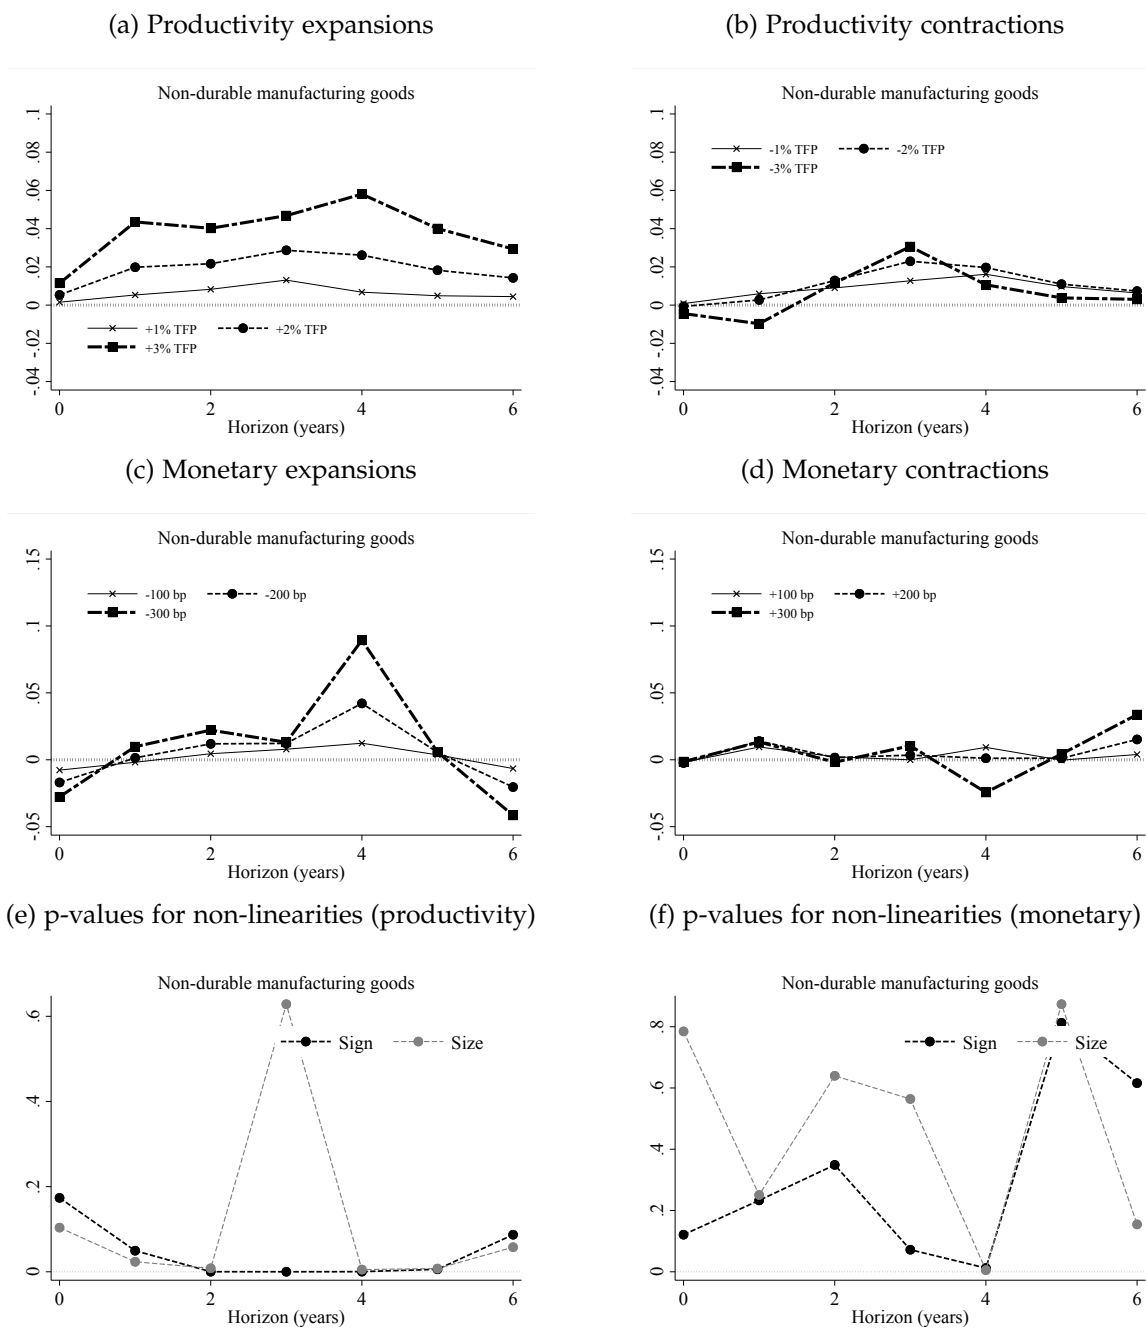 (a) Productivity expansions
(b) Productivity contractions
Non-durable manufacturing goods
.1
.08
.06
.04
.02
0
-.02
-.04
+1% TFP
+2% TFP
+3% TFP
0 2 4 6
Horizon (years)
Non-durable manufacturing goods
.1
.08
.06
.04
.02
0
-.02
-.04
-1% TFP
-2% TFP
-3% TFP
0 2 4 6
Horizon (years)
(c) Monetary expansions
(d) Monetary contractions
Non-durable manufacturing goods
.15
.1
.05
0
-.05
-100 bp
-200 bp
-300 bp
0 2 4 6
Horizon (years)
Non-durable manufacturing goods
.15
.1
.05
0
-.05
+100 bp
+200 bp
+300 bp
0 2 4 6
Horizon (years)
(e) p-values for non-linearities (productivity)
(f) p-values for non-linearities (monetary)
Non-durable manufacturing goods
.6
.4
.2
0
Sign
Size
0 2 4 6
Horizon (years)
Non-durable manufacturing goods
.8
.6
.4
.2
0
Sign
Size
0 2 4 6
Horizon (years)